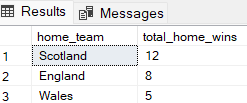 Results Messages
home_team total_home_wins
1 Scotland 12
2 England 8
3 Wales 5